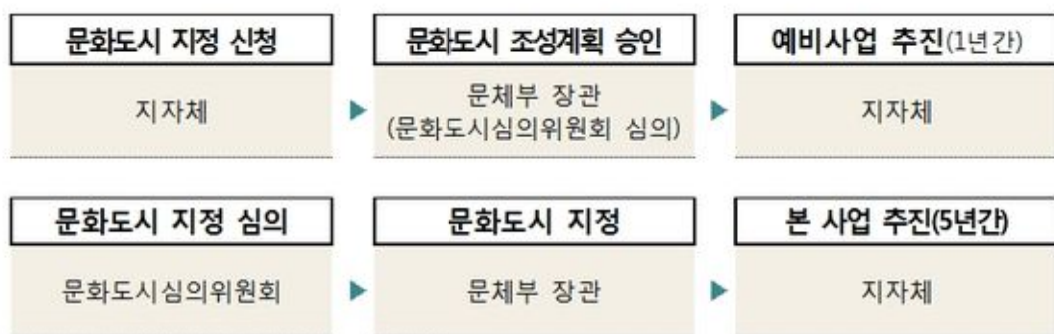 문화도시 지정 신청
문화도시 조성계획 승인
예비사업 추진(1년간)
지자체
문체부 장관
(문화도시심의위원회 심의)
지자체
문화도시 지정 심의
문화도시 지정
본 사업 추진(5년간)
문화도시심의위원회
문체부 장관
지자체